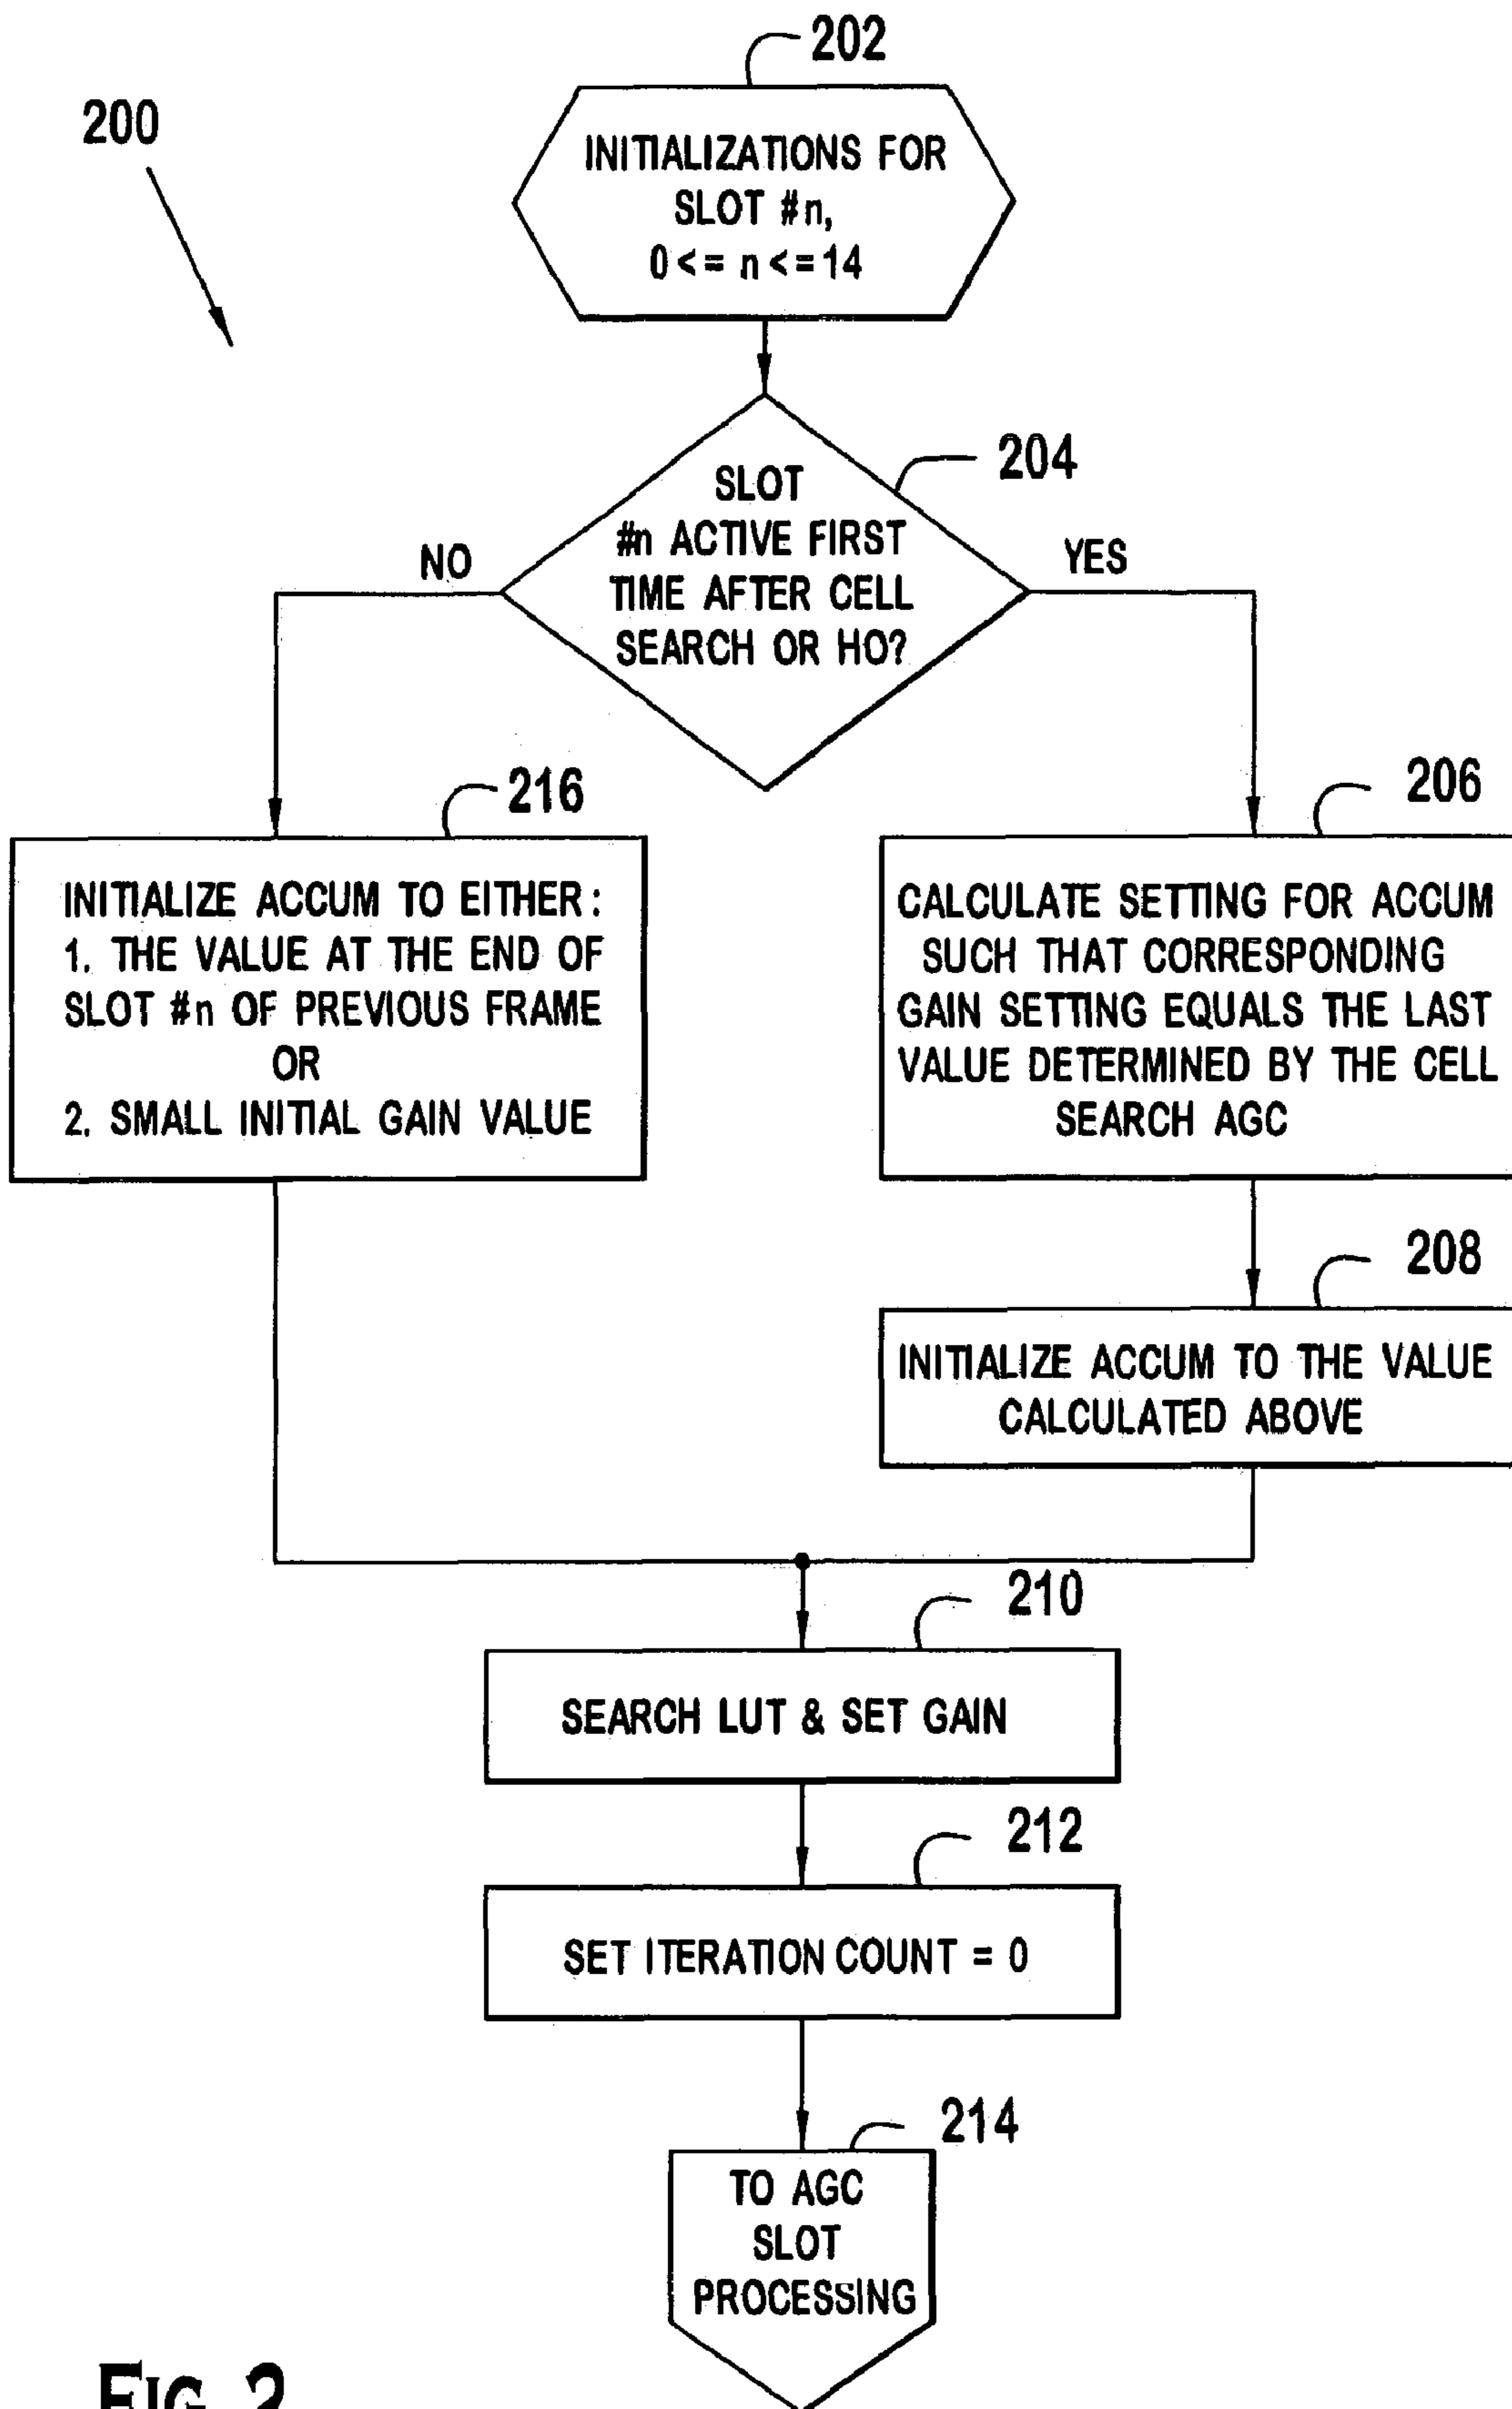 202
200
INITIALIZATIONS FOR
SLOT #n,
0<= n <=14
204
SLOT
#n ACTIVE FIRST
TIME AFTER CELL
SEARCH OR HO?
NO
YES
216
INITIALIZE ACCUM TO EITHER:
1. THE VALUE AT THE END OF
SLOT #n OF PREVIOUS FRAME
OR
2. SMALL INITIAL GAIN VALUE
206
CALCULATE SETTING FOR ACCUM
SUCH THAT CORRESPONDING
GAIN SETTING EQUALS THE LAST
VALUE DETERMINED BY THE CELL
SEARCH AGC
208
INITIALIZE ACCUM TO THE VALUE
CALCULATED ABOVE
210
SEARCH LUT & SET GAIN
212
SET ITERATION COUNT = 0
214
TO AGC
SLOT
PROCESSING
FIG. 2